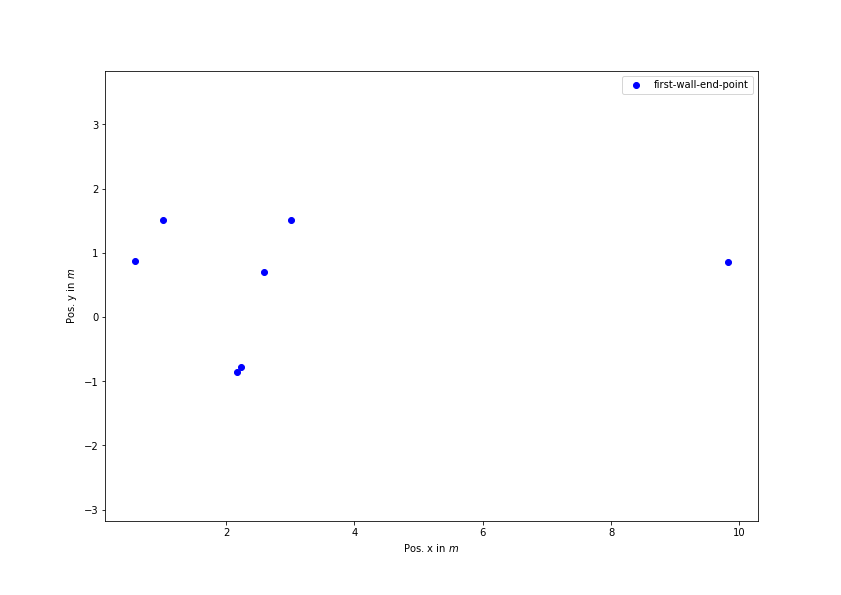 first-wall-end-point
3
2
1
0
−1
−2
−3
Pos. y in m
2 4 6 8 10
Pos. x in m